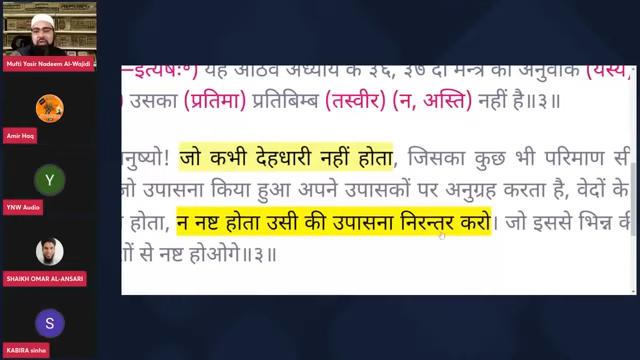 Mufti Yasir Nadeem Al-Wajidi
Amir Haq
Y
YNW Audio
SHAIKH OMAR AL-ANSARI
S
KABIRA sinha
—इत्येषः॰) यह आठवें अध्याय के ३६, ३७ दो मन्त्र की अनुवाक (यस्य,
उसका (प्रतिमा) प्रतिबिम्ब (तस्वीर) (न, अस्ति) नहीं है॥३॥
नुष्यो! जो कभी देहधारी नहीं होता, जिसका कुछ भी परिमाण सी
जो उपासना किया हुआ अपने उपासकों पर अनुग्रह करता है, वेदों के
होता, न नष्ट होता उसी की उपासना निरन्तर करो। जो इससे भिन्न की
से नष्ट होओगे॥३॥